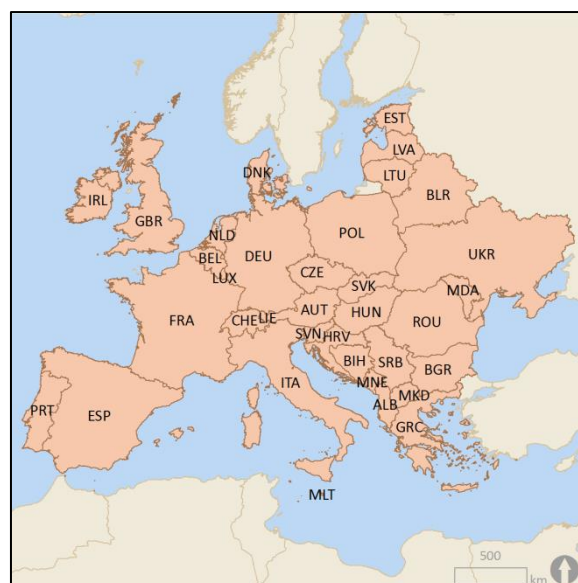 EST
LVA
LTU
DNK
BLR
IRL
GBR
NLD
POL
BEL
DEU
UKR
LUX
CZE
SVK
MDA
AUT
HUN
FRA
CHE
LIE
ROU
SVN
HRV
BIH
SRB
BGR
MNE
ITA
MKD
ALB
PRT
ESP
GRC
MLT
500
km